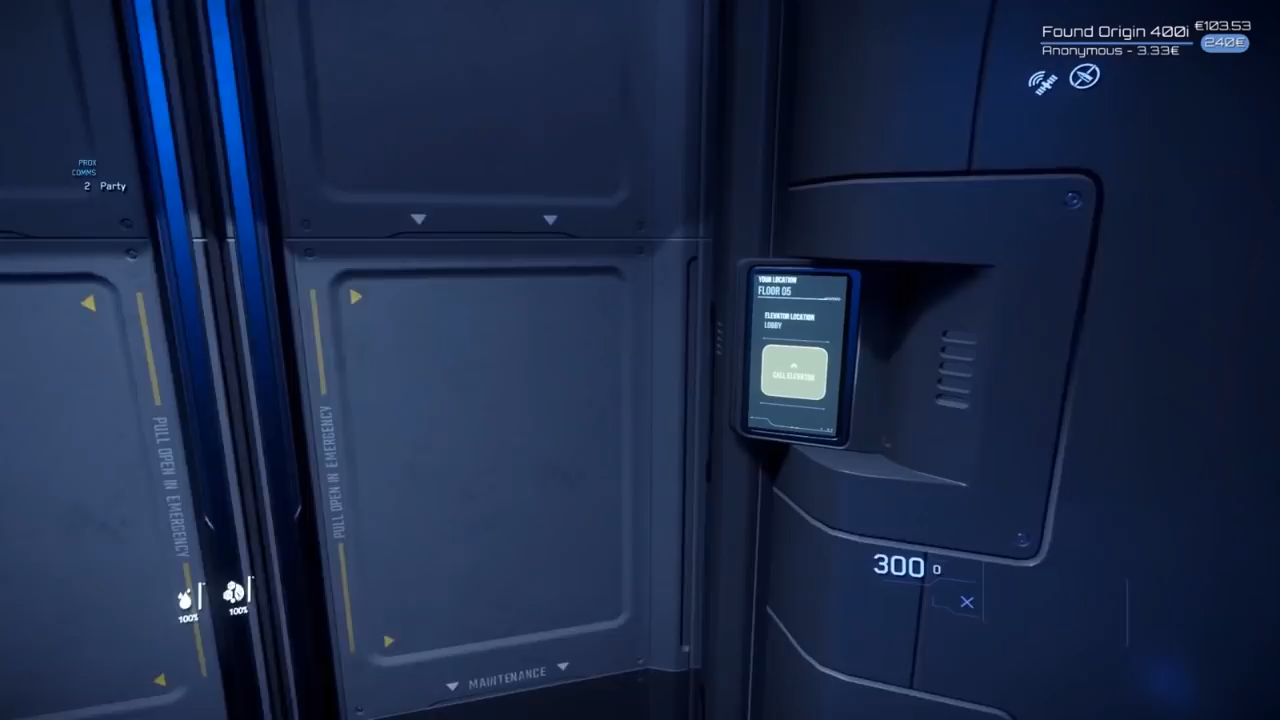 Found Origin 400i €103.53
Anonymous - 3.33€ 240€
PROX
COMMS
2 Party
YOUR LOCATION
FLOOR 05
ELEVATOR LOCATION
LOBBY
CALL ELEVATOR
PULL OPEN IN EMERGENCY
PULL OPEN IN EMERGENCY
300 0
100%
100%
MAINTENANCE